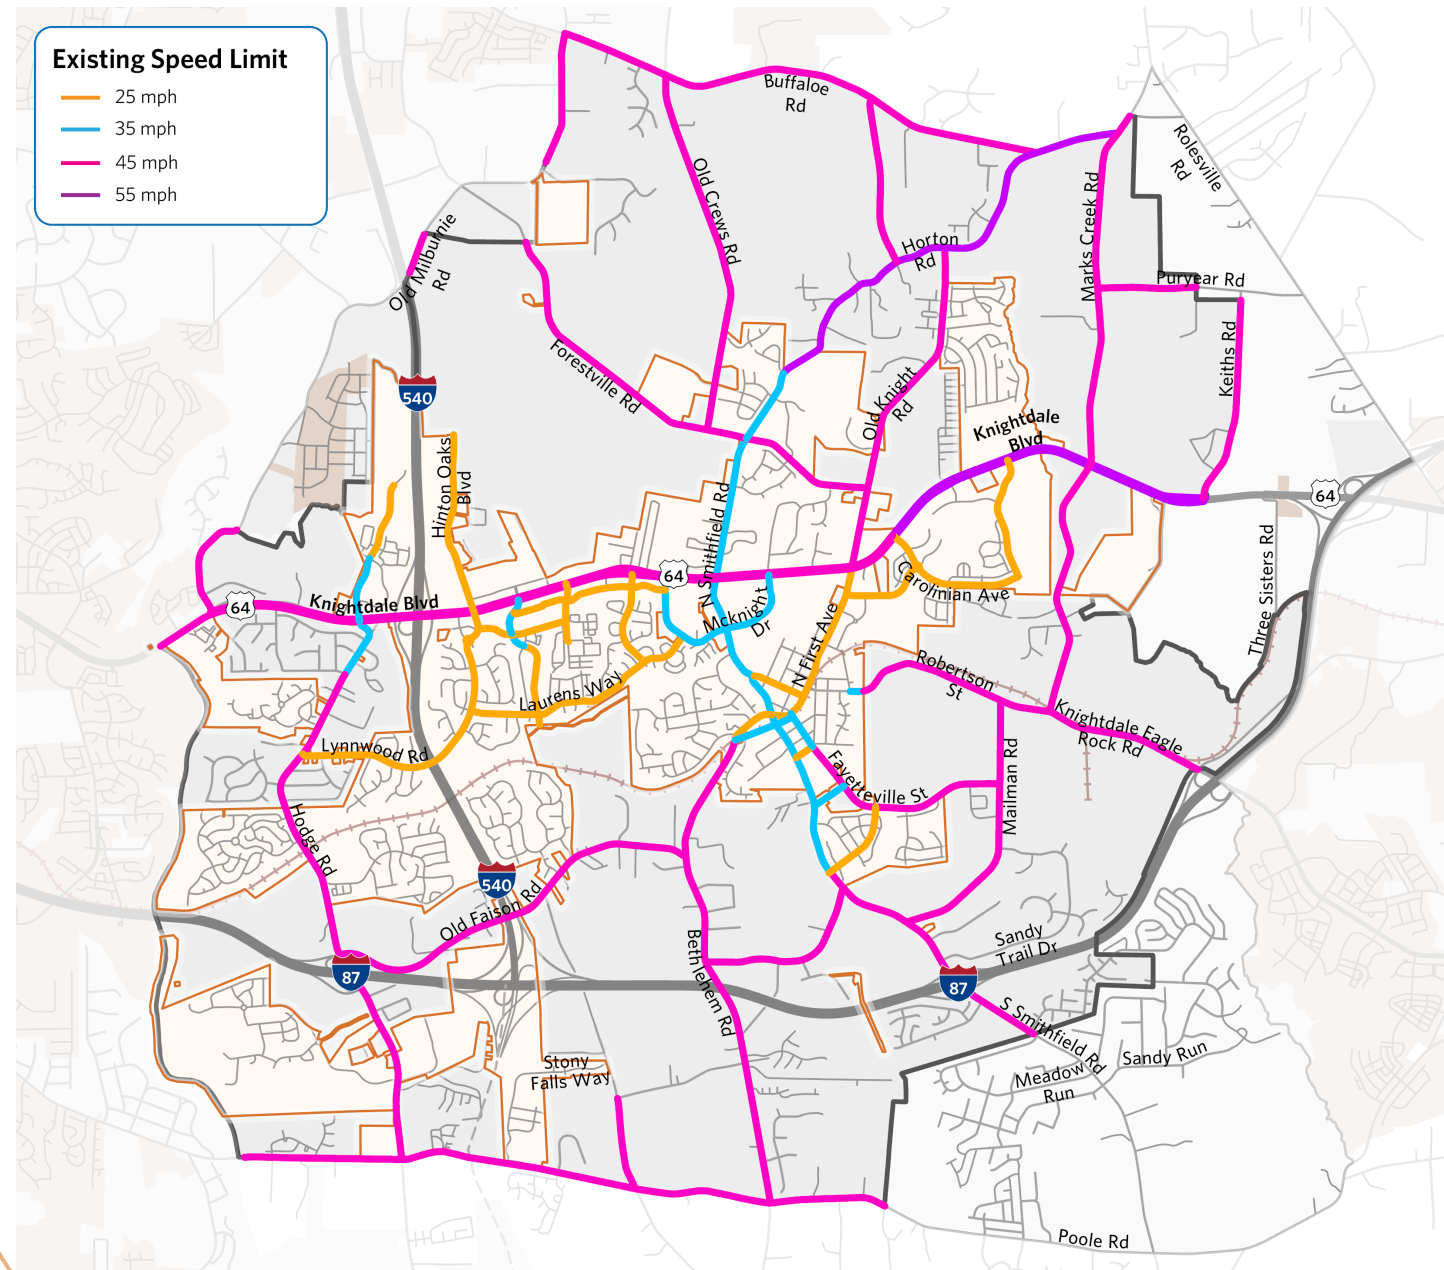 Existing Speed Limit
25 mph
35 mph
45 mph
55 mph
Buffaloe
Rd
Rolesville
Rd
Old Crews Rd
Old Milburnie
Rd
Horton
Rd
Marks Creek Rd
Puryear Rd
Forestville Rd
Keiths Rd
540
Old Knight
Rd
Knightdale
Blvd
Hinton Oaks
Blvd
N Smithfield Rd
64
64
64
Three Sisters Rd
Knightdale Blvd
Carolinian Ave
Mcknight
Dr
N First Ave
Robertson
St
Laurens Way
Knightdale Eagle
Rock Rd
Lynnwood Rd
Fayetteville St
Mailman Rd
Hodge Rd
540
Old Faison Rd
Bethlehem Rd
Sandy
Trail Dr
87
87
S Smithfield Rd
Sandy Run
Stony
Falls Way
Meadow
Run
Poole Rd